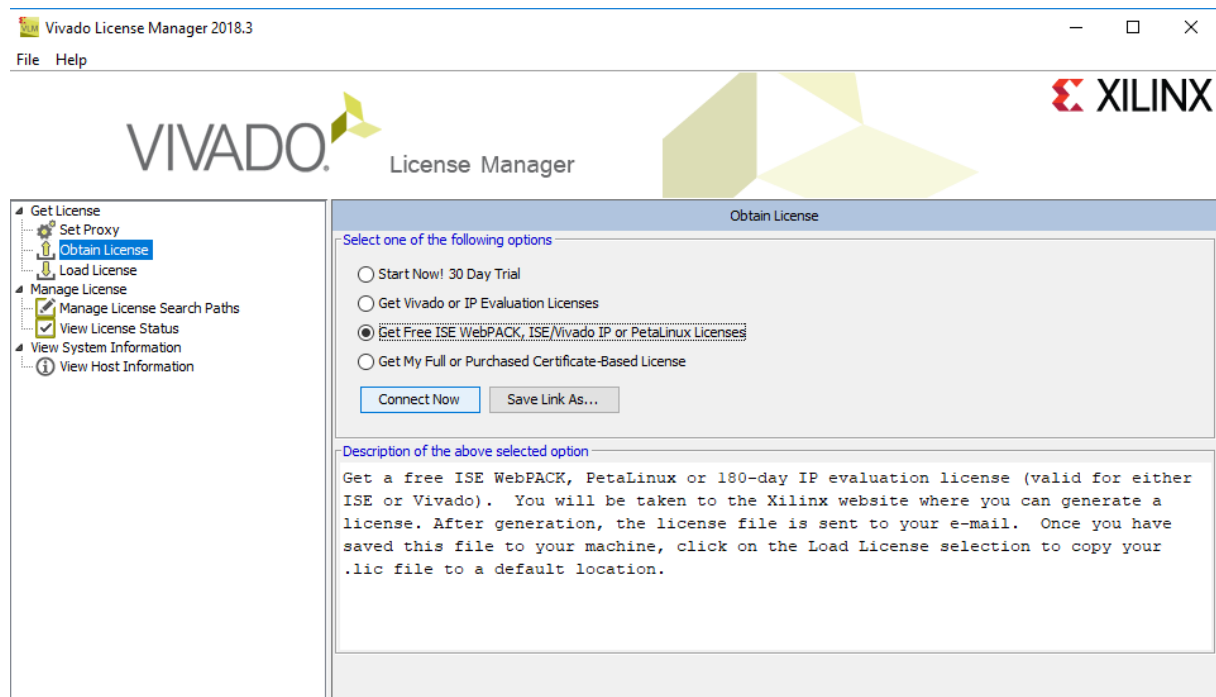 Vivado License Manager 2018.3
File Help
XILINX
VIVADO. License Manager
Get License
Set Proxy
Obtain License
Load License
Manage License
Manage License Search Paths
View License Status
View System Information
View Host Information
Obtain License
Select one of the following options
Start Now! 30 Day Trial
Get Vivado or IP Evaluation Licenses
Get Free ISE WebPACK, ISE/Vivado IP or PetaLinux Licenses
Get My Full or Purchased Certificate-Based License
Connect Now Save Link As...
Description of the above selected option
Get a free ISE WebPACK, PetaLinux or 180-day IP evaluation license (valid for either
ISE or Vivado).  You will be taken to the Xilinx website where you can generate a
license. After generation, the license file is sent to your e-mail.  Once you have
saved this file to your machine, click on the Load License selection to copy your
.lic file to a default location.